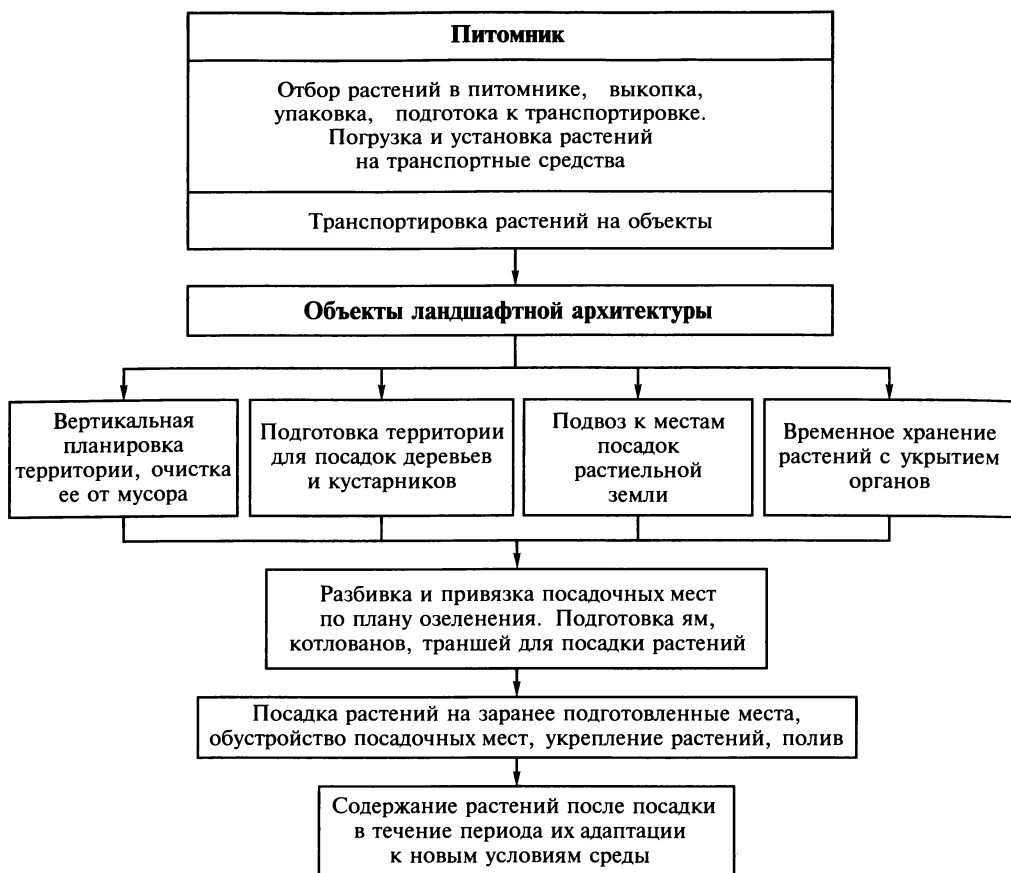 Питомник
Отбор растений в питомнике, выкопка,
упаковка, подготока к транспортировке.
Погрузка и установка растений
на транспортные средства
Транспортировка растений на объекты
Объекты ландшафтной архитектуры
Вертикальная
планировка
территории, очистка
ее от мусора
Подготовка территории
для посадок деревьев
и кустарников
Подвоз к местам
посадок
растиельной
земли
Временное хранение
растений с укрытием
органов
Разбивка и привязка посадочных мест
по плану озеленения. Подготовка ям,
котлованов, траншей для посадки растений
Посадка растений на заранее подготовленные места,
обустройство посадочных мест, укрепление растений, полив
Содержание растений после посадки
в течение периода их адаптации
к новым условиям среды